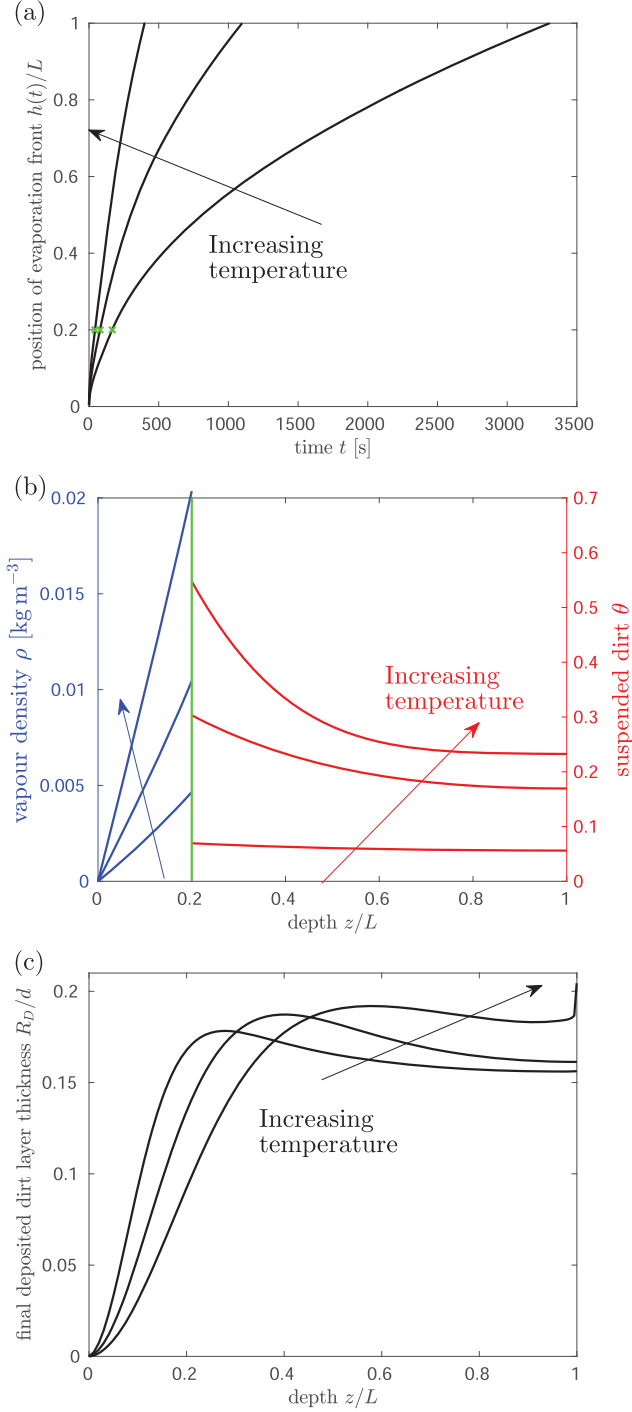 (a)
position of evaporation front h(t)/L
1
0.8
0.6
0.4
0.2
0
Increasing
temperature
0 500 1000 1500 2000 2500 3000 3500
time t [s]
(b)
vapour density ρ [kg m⁻³]
0.02
0.015
0.01
0.005
0
Increasing
temperature
0.7
0.6
0.5
0.4
0.3
0.2
0.1
0
suspended dirt θ
0 0.2 0.4 0.6 0.8 1
depth z/L
(c)
final deposited dirt layer thickness R_D/d
0.2
0.15
0.1
0.05
0
Increasing
temperature
0 0.2 0.4 0.6 0.8 1
depth z/L